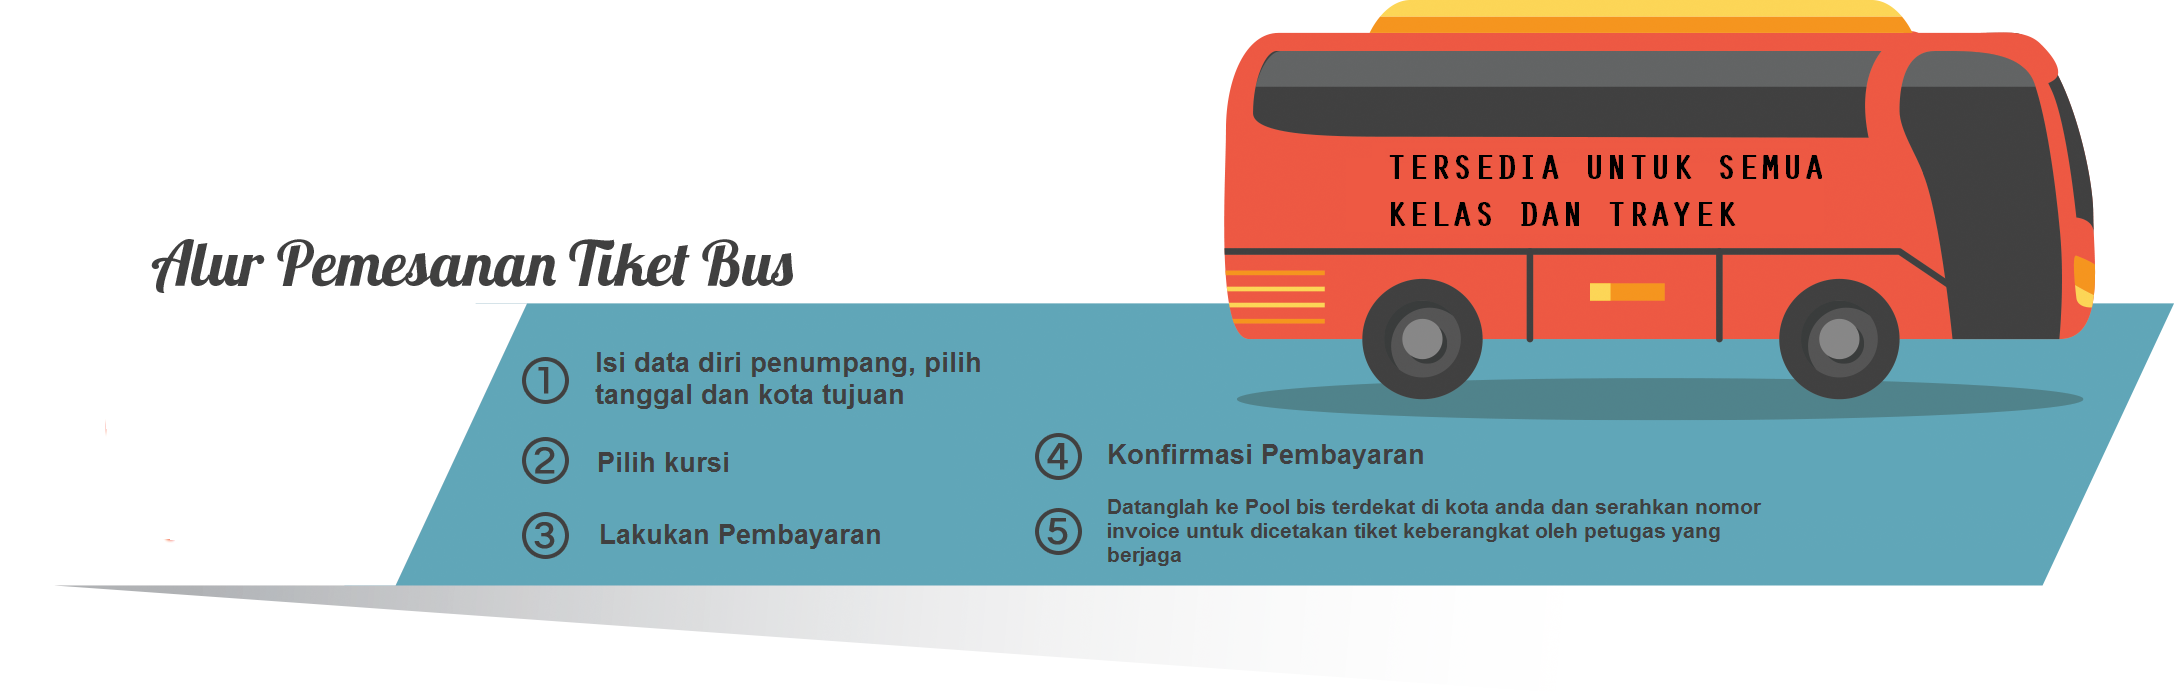 TERSEDIA UNTUK SEMUA
KELAS DAN TRAYEK
Alur Pemesanan Tiket Bus
1 Isi data diri penumpang, pilih
tanggal dan kota tujuan
2 Pilih kursi
3 Lakukan Pembayaran
4 Konfirmasi Pembayaran
5 Datanglah ke Pool bis terdekat di kota anda dan serahkan nomor
invoice untuk dicetakan tiket keberangkat oleh petugas yang
berjaga